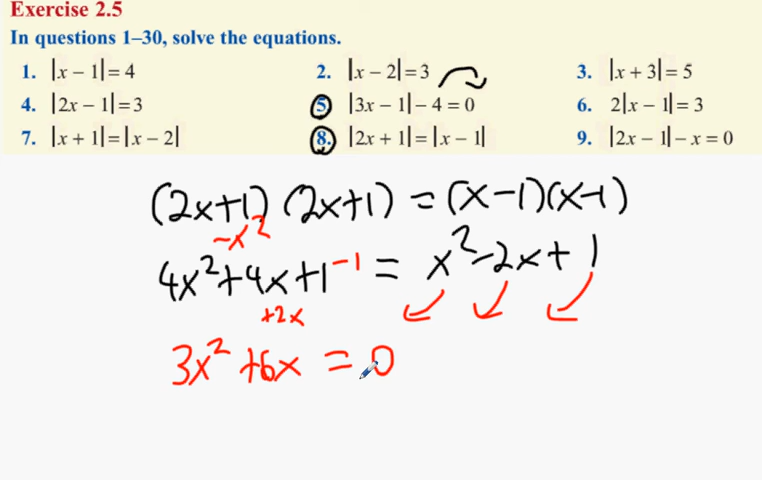 Exercise 2.5
In questions 1–30, solve the equations.
1. |x − 1| = 4 2. |x − 2| = 3 3. |x + 3| = 5
4. |2x − 1| = 3 5. |3x − 1| − 4 = 0 6. 2|x − 1| = 3
7. |x + 1| = |x − 2| 8. |2x + 1| = |x − 1| 9. |2x − 1| − x = 0
(2x+1) (2x+1) = (x−1)(x−1)
−x²
4x²+4x+1 −1 = x²−2x+1
+2x
3x² +6x = 0